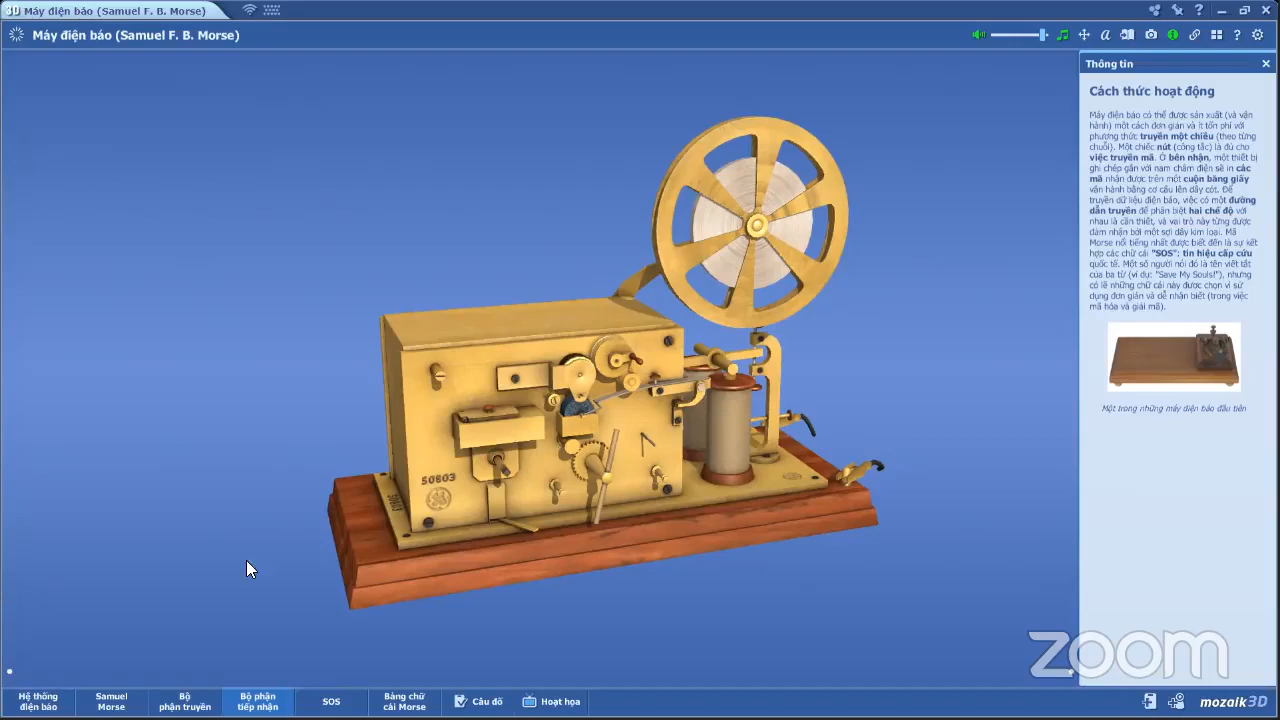 3D Máy điện báo (Samuel F. B. Morse)
Máy điện báo (Samuel F. B. Morse)
Thông tin
Cách thức hoạt động
Máy điện báo có thể được sản xuất (và vận
hành) một cách đơn giản và ít tốn phí với
phương thức truyền một chiều (theo từng
chuỗi). Một chiếc nút (công tắc) là đủ cho
việc truyền mã. Ở bên nhận, một thiết bị
ghi chép gắn với nam châm điện sẽ in các
mã nhận được trên một cuộn băng giấy
vận hành bằng cơ cấu lên dây cót. Để
truyền dữ liệu điện báo, việc có một đường
dẫn truyền để phân biệt hai chế độ với
nhau là cần thiết, và vai trò này từng được
đảm nhận bởi một sợi dây kim loại. Mã
Morse nổi tiếng nhất được biết đến là sự kết
hợp các chữ cái "SOS"; tín hiệu cấp cứu
quốc tế. Một số người nói đó là tên viết tắt
của ba từ (ví dụ: "Save My Souls!"), nhưng
có lẽ những chữ cái này được chọn vì sử
dụng đơn giản và dễ nhận biết (trong việc
mã hóa và giải mã).
Một trong những máy điện báo đầu tiên
50803
zoom
Hệ thống
điện báo
Samuel
Morse
Bộ
phận truyền
Bộ phận
tiếp nhận
SOS
Bảng chữ
cái Morse
Câu đố
Hoạt họa
mozaik3D